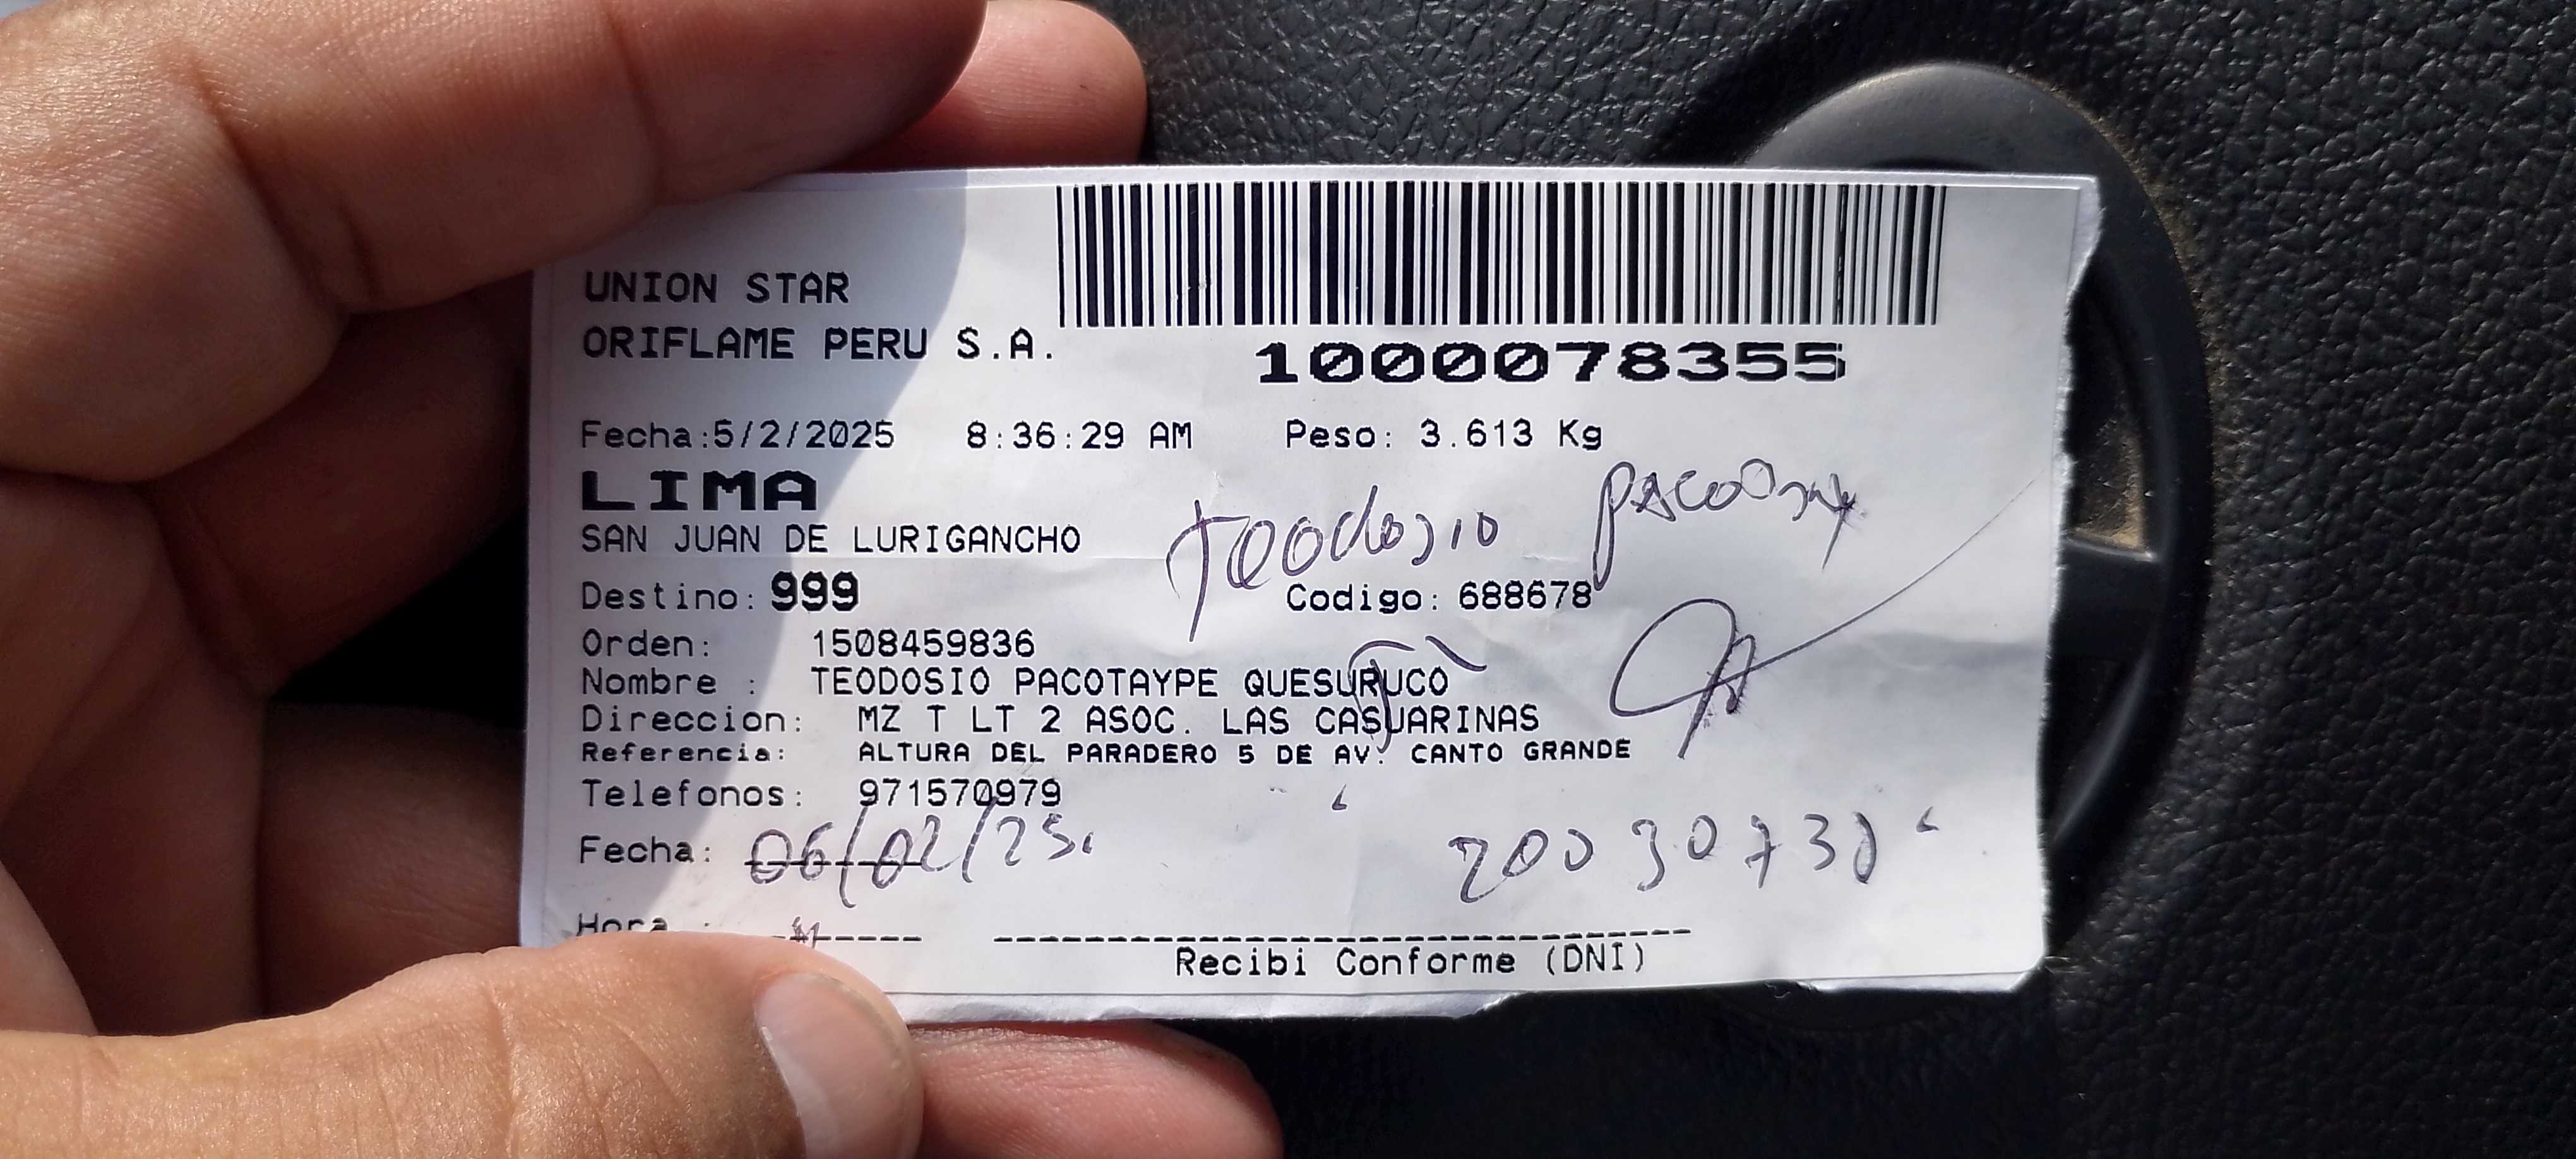 UNION STAR
ORIFLAME PERU S.A.
1000078355
Fecha:5/2/2025 8:36:29 AM Peso: 3.613 Kg
LIMA
SAN JUAN DE LURIGANCHO
Teodosio
Destino: 999 Codigo: 688678
Orden: 1508459836
Nombre : TEODOSIO PACOTAYPE QUESURUCO
Direccion: MZ T LT 2 ASOC. LAS CASUARINAS
Referencia: ALTURA DEL PARADERO 5 DE AV. CANTO GRANDE
Telefonos: 971570979
Fecha: 06/02/25.
Hora :
Recibi Conforme (DNI)